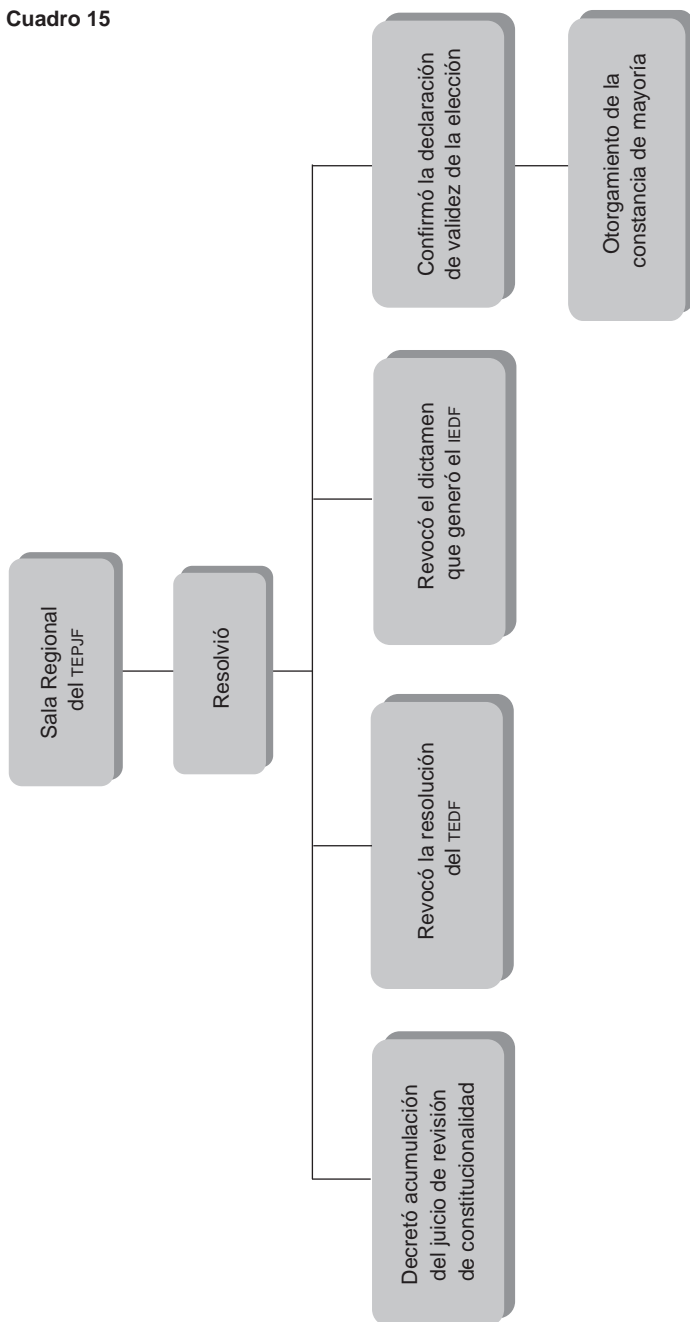 Cuadro 15
Sala Regional
del TEPJF
Resolvió
Decretó acumulación
del juicio de revisión
de constitucionalidad
Revocó la resolución
del TEDF
Revocó el dictamen
que generó el IEDF
Confirmó la declaración
de validez de la elección
Otorgamiento de la
constancia de mayoría